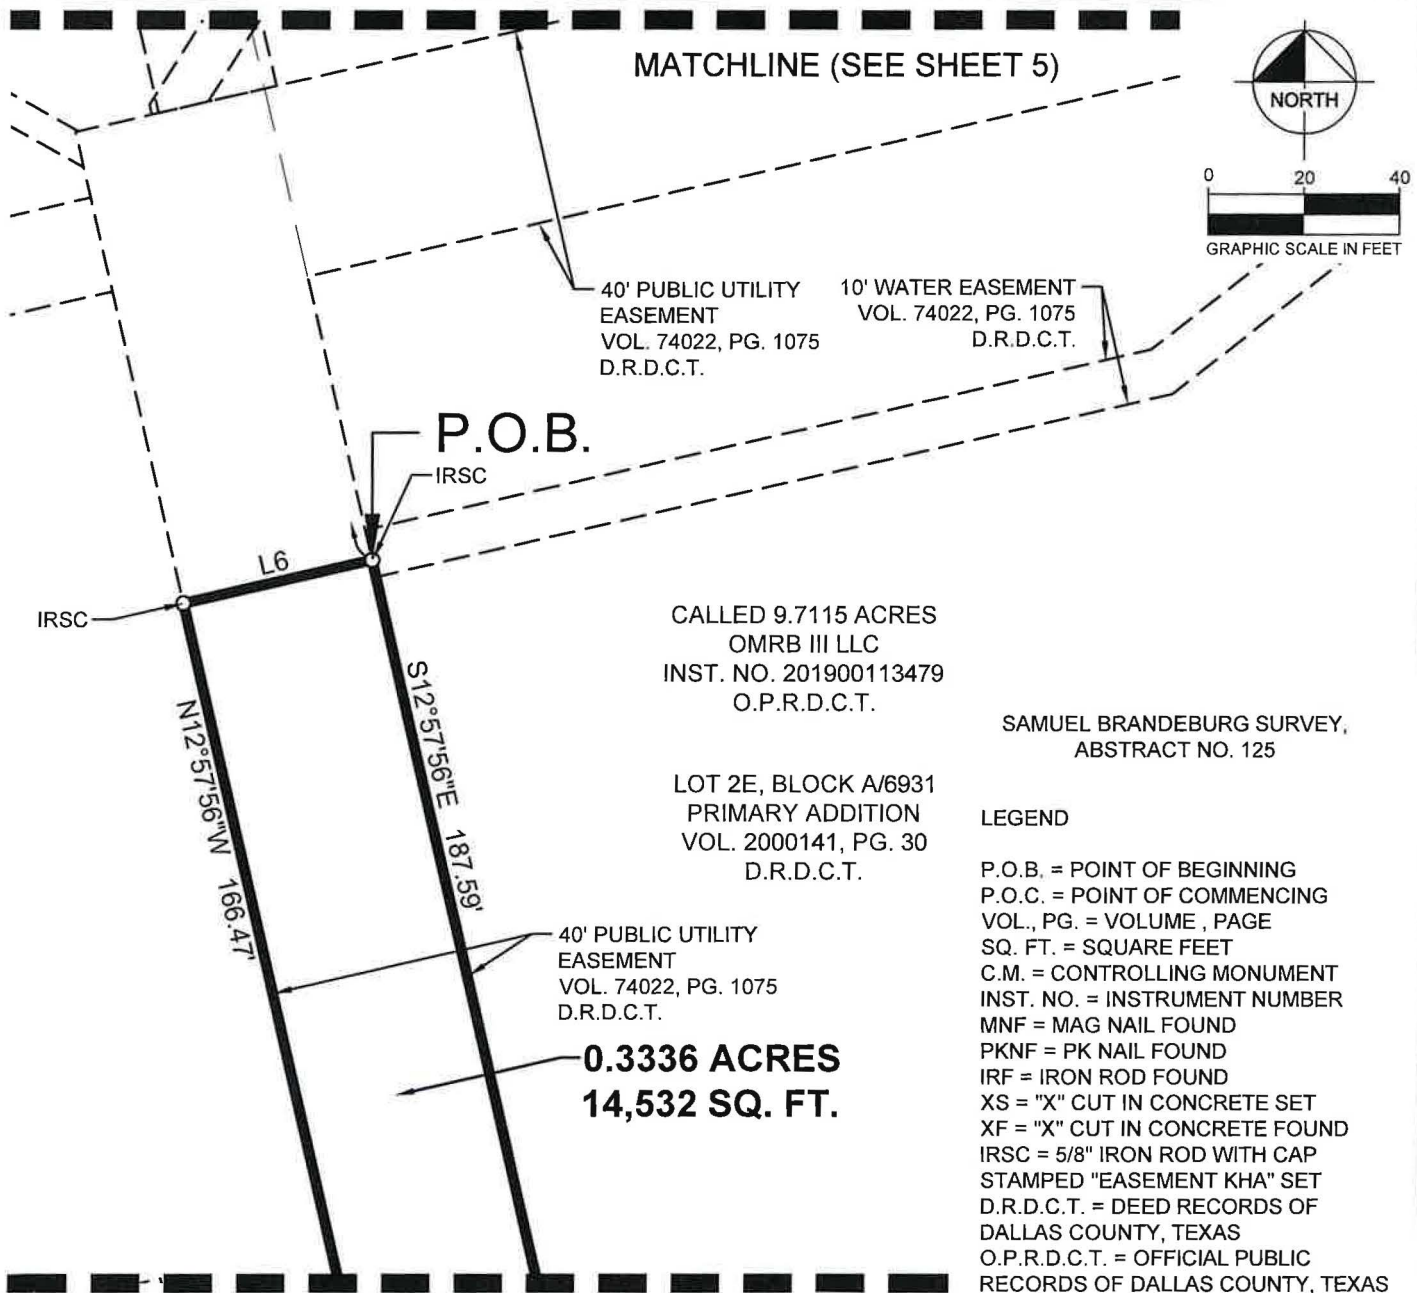 MATCHLINE (SEE SHEET 5)
NORTH
0 20 40
GRAPHIC SCALE IN FEET
40' PUBLIC UTILITY
EASEMENT
VOL. 74022, PG. 1075
D.R.D.C.T.
10' WATER EASEMENT
VOL. 74022, PG. 1075
D.R.D.C.T.
P.O.B.
IRSC
L6
IRSC
N12°57'56"W 166.47'
S12°57'56"E 187.59'
CALLED 9.7115 ACRES
OMRB III LLC
INST. NO. 201900113479
O.P.R.D.C.T.
SAMUEL BRANDEBURG SURVEY,
ABSTRACT NO. 125
LOT 2E, BLOCK A/6931
PRIMARY ADDITION
VOL. 2000141, PG. 30
D.R.D.C.T.
40' PUBLIC UTILITY
EASEMENT
VOL. 74022, PG. 1075
D.R.D.C.T.
0.3336 ACRES
14,532 SQ. FT.
LEGEND
P.O.B. = POINT OF BEGINNING
P.O.C. = POINT OF COMMENCING
VOL., PG. = VOLUME , PAGE
SQ. FT. = SQUARE FEET
C.M. = CONTROLLING MONUMENT
INST. NO. = INSTRUMENT NUMBER
MNF = MAG NAIL FOUND
PKNF = PK NAIL FOUND
IRF = IRON ROD FOUND
XS = "X" CUT IN CONCRETE SET
XF = "X" CUT IN CONCRETE FOUND
IRSC = 5/8" IRON ROD WITH CAP
STAMPED "EASEMENT KHA" SET
D.R.D.C.T. = DEED RECORDS OF
DALLAS COUNTY, TEXAS
O.P.R.D.C.T. = OFFICIAL PUBLIC
RECORDS OF DALLAS COUNTY, TEXAS